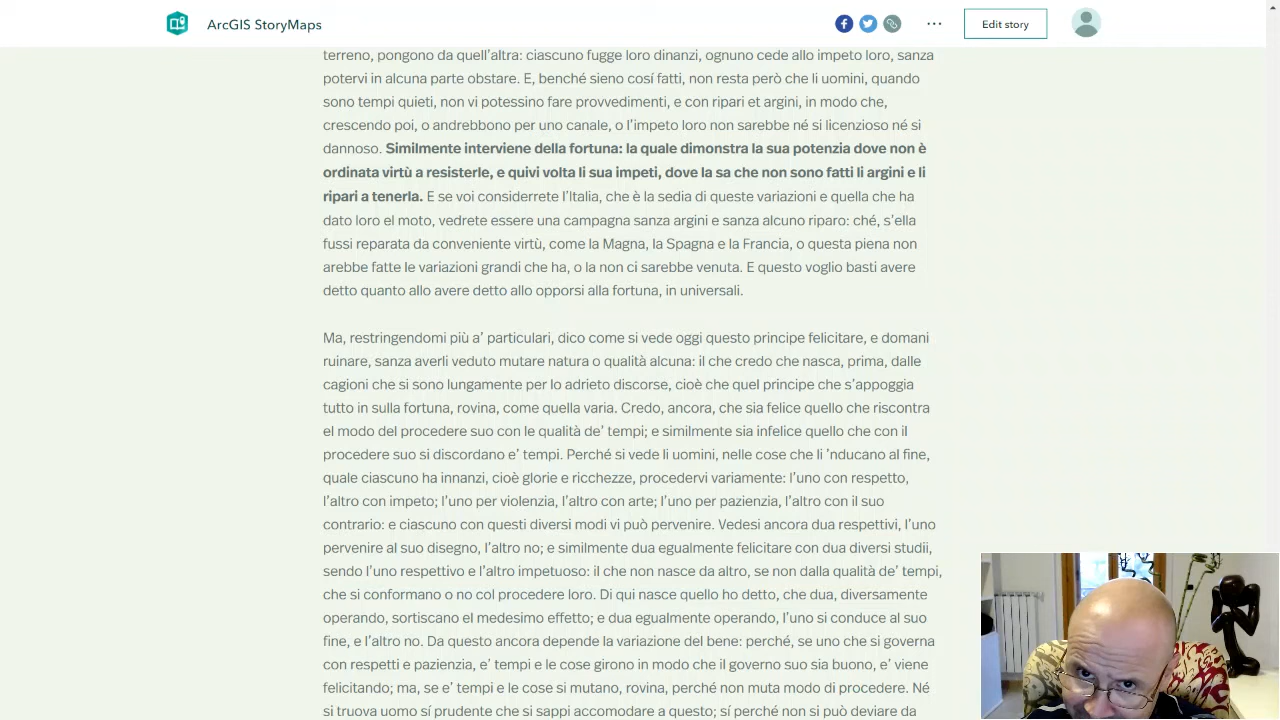 ArcGIS StoryMaps
Edit story
terreno, pongono da quell'altra: ciascuno fugge loro dinanzi, ognuno cede allo impeto loro, sanza
potervi in alcuna parte obstare. E, benché sieno cosí fatti, non resta però che li uomini, quando
sono tempi quieti, non vi potessino fare provvedimenti, e con ripari et argini, in modo che,
crescendo poi, o andrebbono per uno canale, o l'impeto loro non sarebbe né si licenzioso né si
dannoso. Similmente interviene della fortuna: la quale dimonstra la sua potenzia dove non è
ordinata virtù a resisterle, e quivi volta li sua impeti, dove la sa che non sono fatti li argini e li
ripari a tenerla. E se voi considerrete l'Italia, che è la sedia di queste variazioni e quella che ha
dato loro el moto, vedrete essere una campagna sanza argini e sanza alcuno riparo: ché, s'ella
fussi reparata da conveniente virtù, come la Magna, la Spagna e la Francia, o questa piena non
arebbe fatte le variazioni grandi che ha, o la non ci sarebbe venuta. E questo voglio basti avere
detto quanto allo avere detto allo opporsi alla fortuna, in universali.
Ma, restringendomi più a' particulari, dico come si vede oggi questo principe felicitare, e domani
ruinare, sanza averli veduto mutare natura o qualità alcuna: il che credo che nasca, prima, dalle
cagioni che si sono lungamente per lo adrieto discorse, cioè che quel principe che s'appoggia
tutto in sulla fortuna, rovina, come quella varia. Credo, ancora, che sia felice quello che riscontra
el modo del procedere suo con le qualità de' tempi; e similmente sia infelice quello che con il
procedere suo si discordano e' tempi. Perché si vede li uomini, nelle cose che li 'nducano al fine,
quale ciascuno ha innanzi, cioè glorie e ricchezze, procedervi variamente: l'uno con respetto,
l'altro con impeto; l'uno per violenzia, l'altro con arte; l'uno per pazienzia, l'altro con il suo
contrario: e ciascuno con questi diversi modi vi può pervenire. Vedesi ancora dua respettivi, l'uno
pervenire al suo disegno, l'altro no; e similmente dua egualmente felicitare con dua diversi studii,
sendo l'uno respettivo e l'altro impetuoso: il che non nasce da altro, se non dalla qualità de' tempi,
che si conformano o no col procedere loro. Di qui nasce quello ho detto, che dua, diversamente
operando, sortiscano el medesimo effetto; e dua egualmente operando, l'uno si conduce al suo
fine, e l'altro no. Da questo ancora depende la variazione del bene: perché, se uno che si governa
con respetti e pazienzia, e' tempi e le cose girono in modo che il governo suo sia buono, e' viene
felicitando; ma, se e' tempi e le cose si mutano, rovina, perché non muta modo di procedere. Né
si truova uomo sí prudente che si sappi accomodare a questo; sí perché non si può deviare da